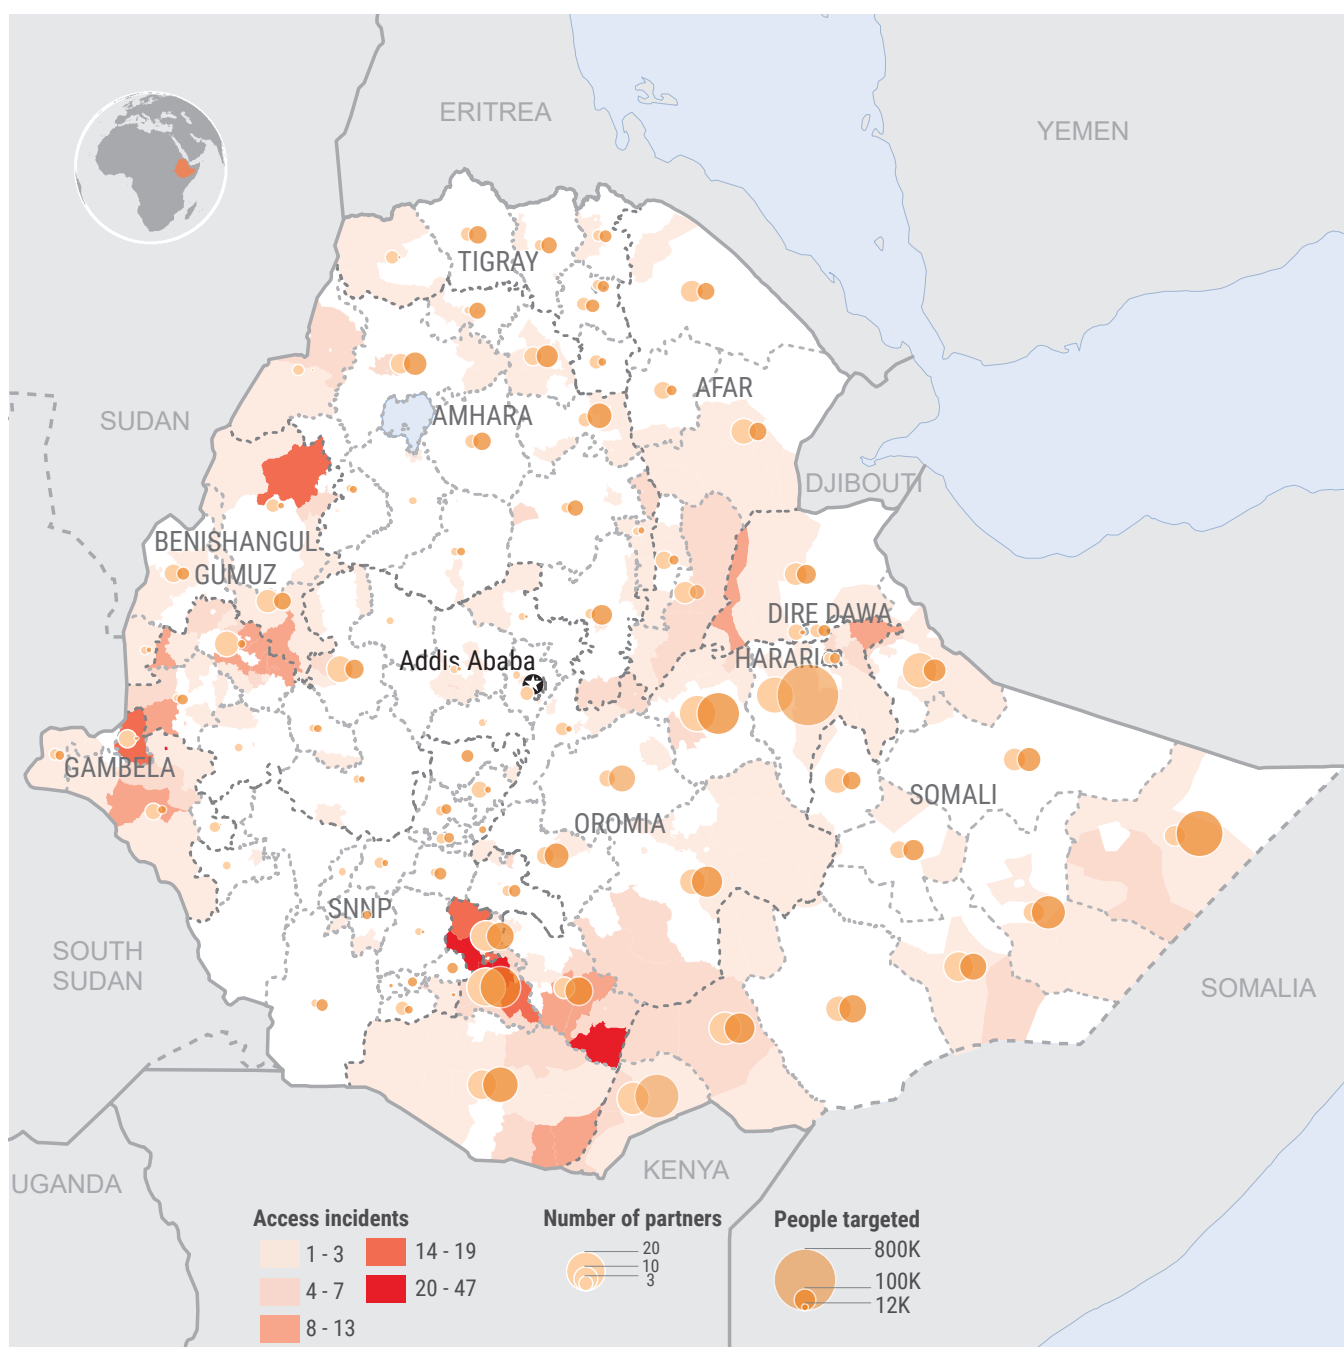 ERITREA
YEMEN
TIGRAY
SUDAN
AMHARA
AFAR
DJIBOUTI
BENISHANGUL
GUMUZ
DIRE DAWA
HARARI
Addis Ababa
GAMBELA
SOMALI
OROMIA
SNNP
SOUTH
SUDAN
SOMALIA
KENYA
UGANDA
Access incidents
1 - 3
4 - 7
8 - 13
14 - 19
20 - 47
Number of partners
20
10
3
People targeted
800K
100K
12K